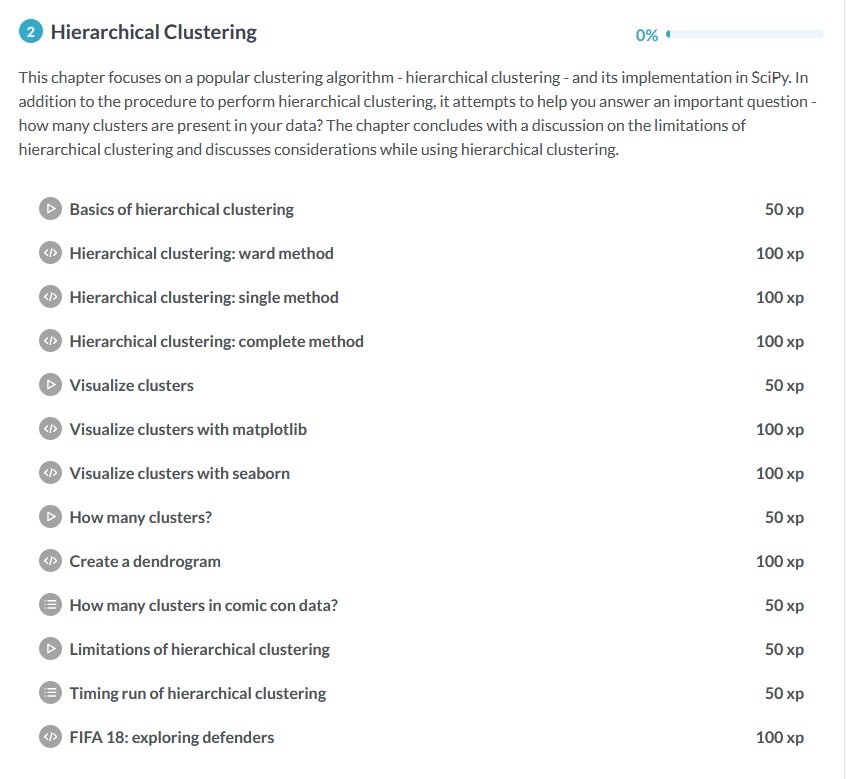 2 Hierarchical Clustering 0%
This chapter focuses on a popular clustering algorithm - hierarchical clustering - and its implementation in SciPy. In
addition to the procedure to perform hierarchical clustering, it attempts to help you answer an important question -
how many clusters are present in your data? The chapter concludes with a discussion on the limitations of
hierarchical clustering and discusses considerations while using hierarchical clustering.
Basics of hierarchical clustering 50 xp
</> Hierarchical clustering: ward method 100 xp
</> Hierarchical clustering: single method 100 xp
</> Hierarchical clustering: complete method 100 xp
Visualize clusters 50 xp
</> Visualize clusters with matplotlib 100 xp
</> Visualize clusters with seaborn 100 xp
How many clusters? 50 xp
</> Create a dendrogram 100 xp
How many clusters in comic con data? 50 xp
Limitations of hierarchical clustering 50 xp
Timing run of hierarchical clustering 50 xp
</> FIFA 18: exploring defenders 100 xp